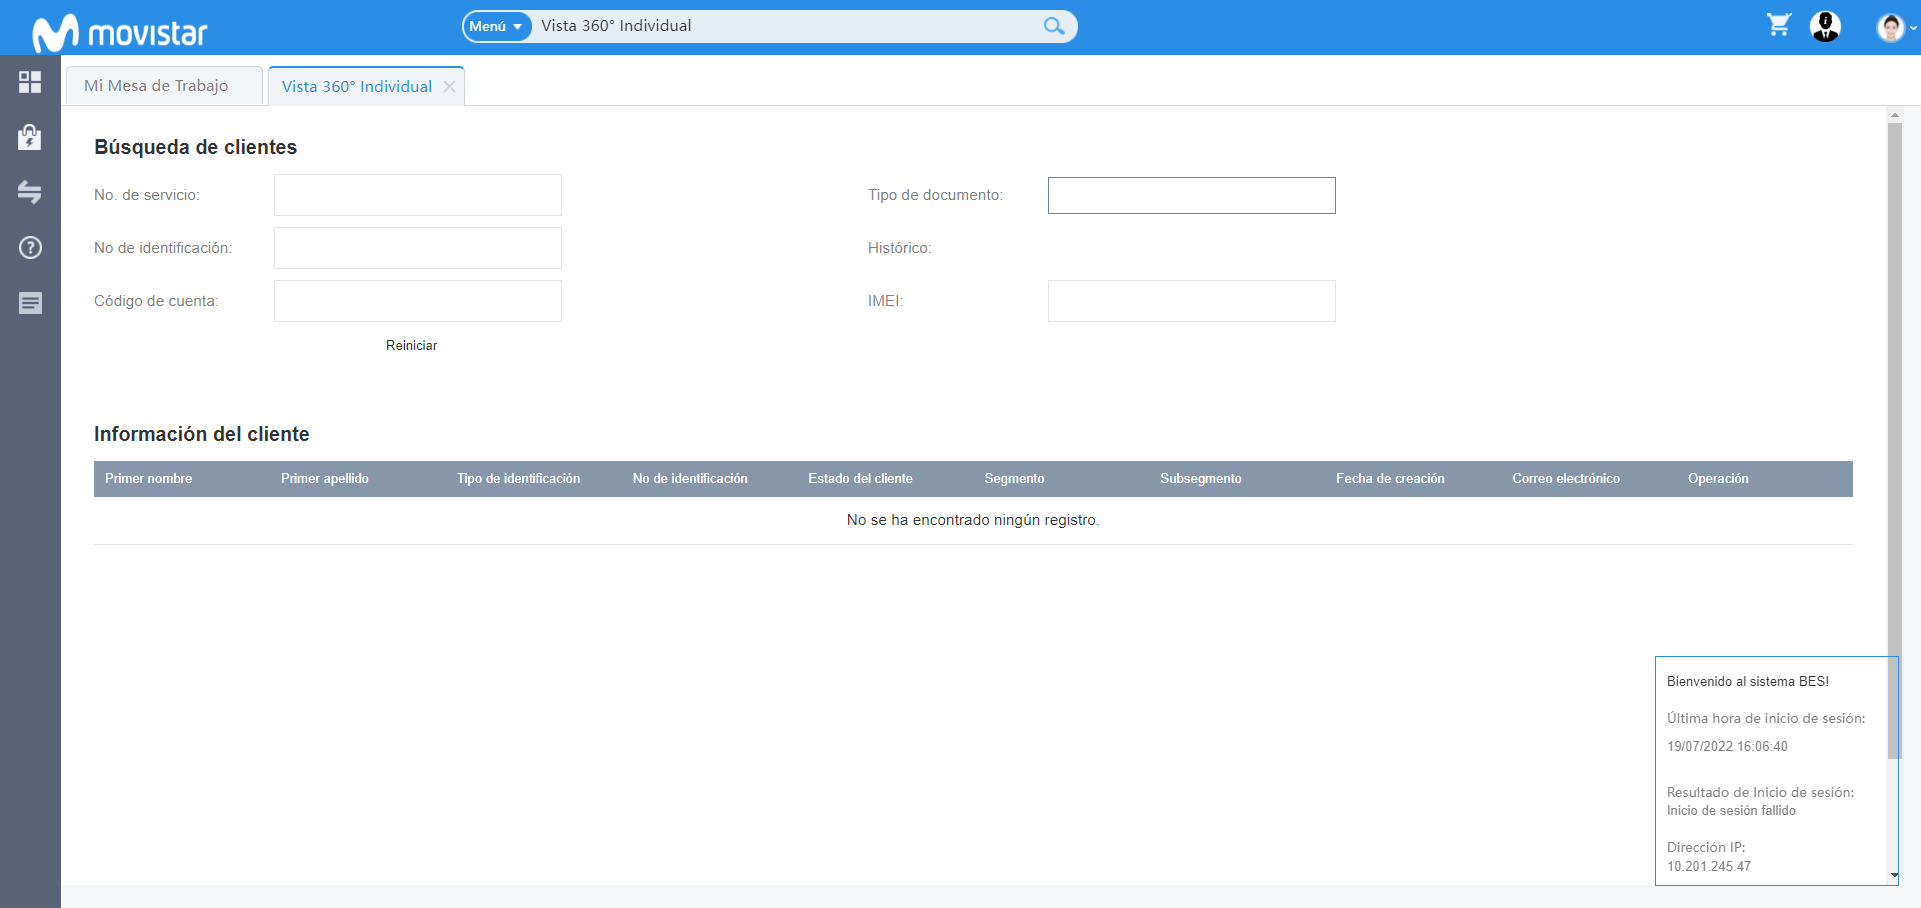 movistar
Menú
Vista 360° Individual
Mi Mesa de Trabajo
Vista 360° Individual
Búsqueda de clientes
No. de servicio:
Tipo de documento:
No de identificación:
Histórico:
Código de cuenta:
IMEI:
Reiniciar
Información del cliente
Primer nombre Primer apellido Tipo de identificación No de identificación Estado del cliente Segmento Subsegmento Fecha de creación Correo electrónico Operación
No se ha encontrado ningún registro.
Bienvenido al sistema BES!
Última hora de inicio de sesión:
19/07/2022 16:06:40
Resultado de Inicio de sesión:
Inicio de sesión fallido
Dirección IP:
10.201.245.47